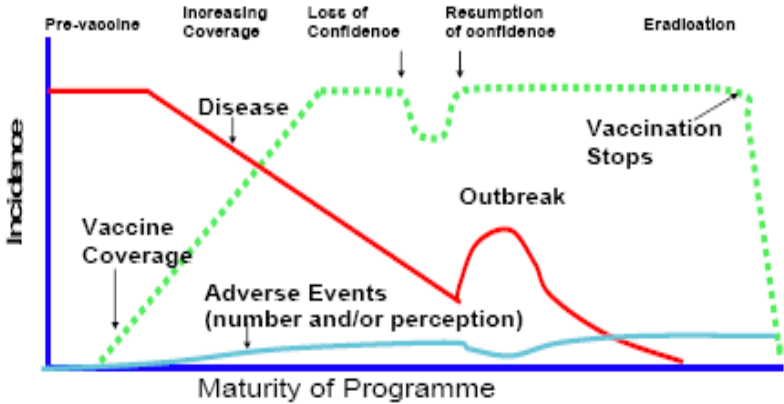 Pre-vaccine
Increasing
Coverage
Loss of
Confidence
Resumption
of confidence
Eradioation
Disease
Vaccination
Stops
Outbreak
Vaccine
Coverage
Adverse Events
(number and/or perception)
Incidence
Maturity of Programme